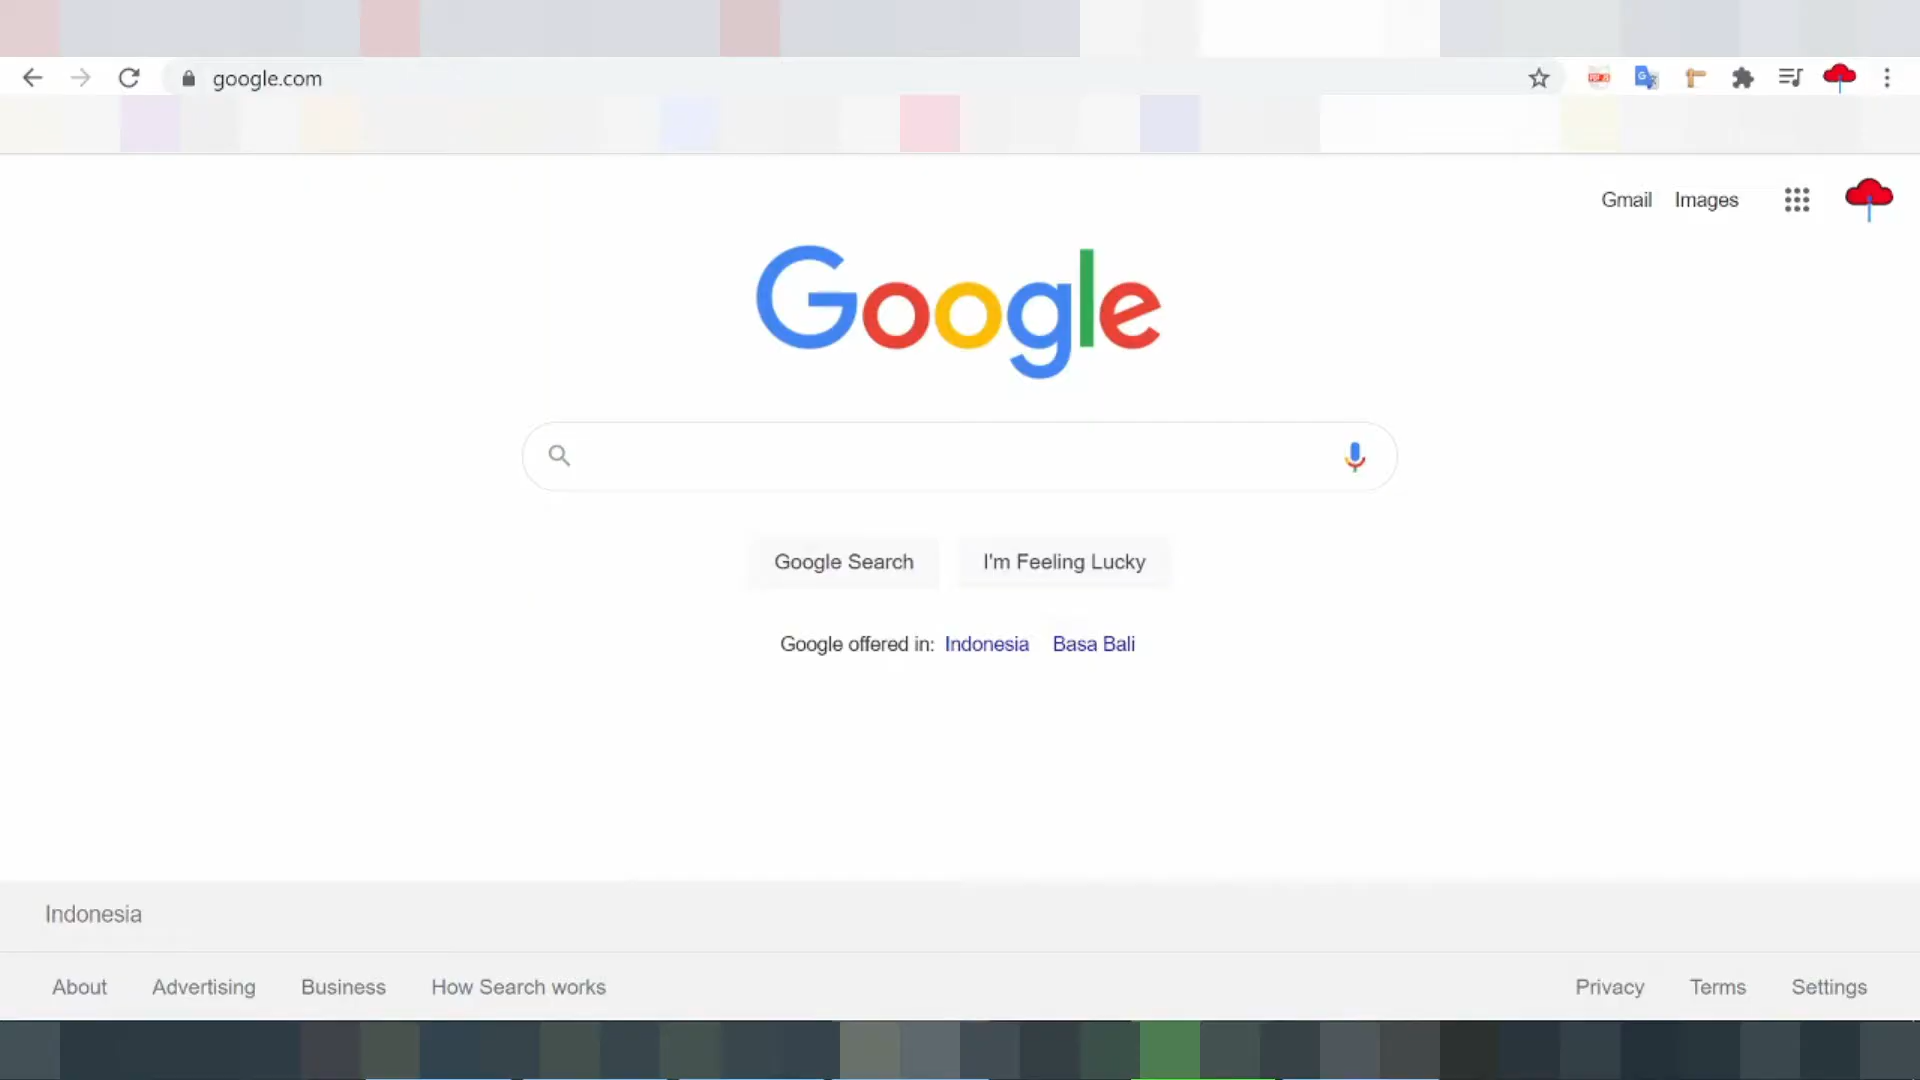 google.com
Gmail Images
Google
Google Search I'm Feeling Lucky
Google offered in: Indonesia Basa Bali
Indonesia
About Advertising Business How Search works Privacy Terms Settings